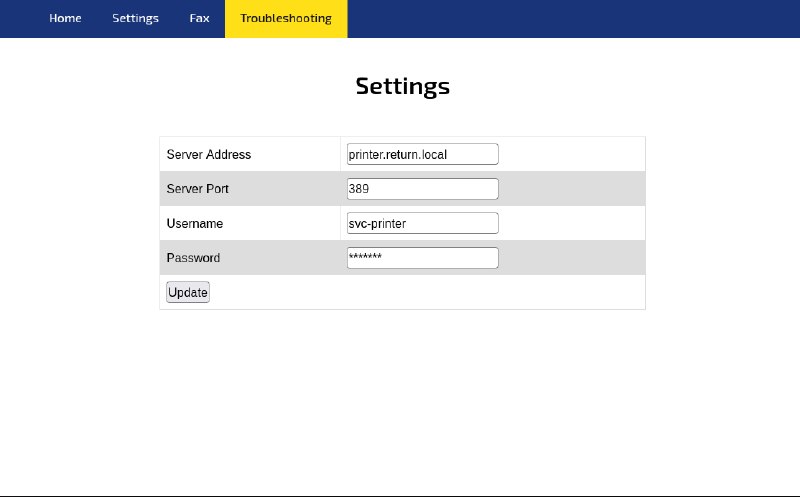 Home Settings Fax Troubleshooting
Settings
Server Address printer.return.local
Server Port 389
Username svc-printer
Password *******
Update